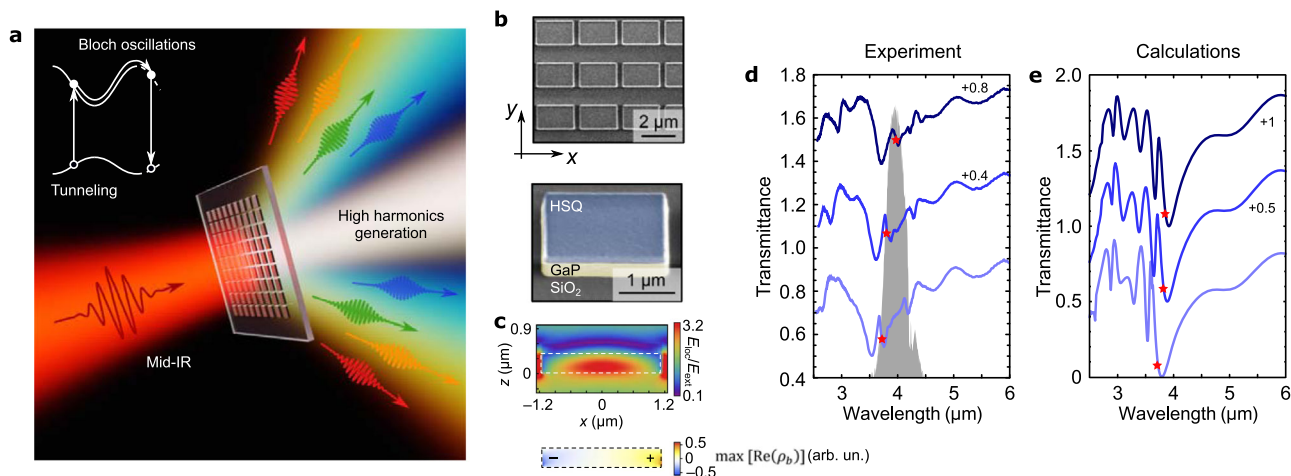 a
Bloch oscillations
Tunneling
High harmonics
generation
Mid-IR
b
y
x
2 µm
HSQ
GaP
SiO2
1 µm
c
0.9
0
z (µm)
−1.2
0
1.2
x (µm)
3.2
0.1
Eloc/Eext
−
+
0.5
0
−0.5
max [Re(ρb)] (arb. un.)
Experiment
d
Transmittance
1.8
1.6
1.4
1.2
1.0
0.8
0.6
0.4
+0.8
+0.4
3
4
5
6
Wavelength (µm)
Calculations
e
Transmittance
2.0
1.5
1.0
0.5
0
+1
+0.5
3
4
5
6
Wavelength (µm)